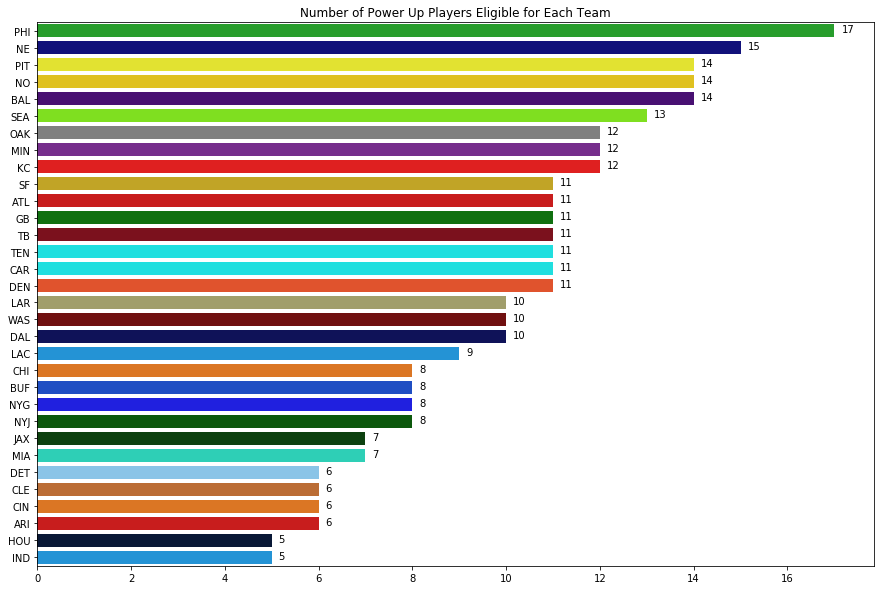 Number of Power Up Players Eligible for Each Team
PHI 17
NE 15
PIT 14
NO 14
BAL 14
SEA 13
OAK 12
MIN 12
KC 12
SF 11
ATL 11
GB 11
TB 11
TEN 11
CAR 11
DEN 11
LAR 10
WAS 10
DAL 10
LAC 9
CHI 8
BUF 8
NYG 8
NYJ 8
JAX 7
MIA 7
DET 6
CLE 6
CIN 6
ARI 6
HOU 5
IND 5
0 2 4 6 8 10 12 14 16